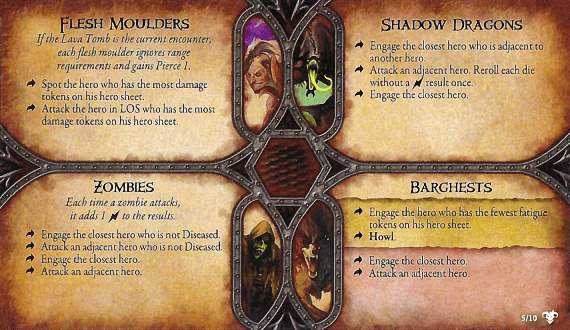 FLESH MOULDERS
If the Lava Tomb is the current encounter,
each flesh moulder ignores range
requirements and gains Pierce 1.
Spot the hero who has the most damage
tokens on his hero sheet.
Attack the hero in LOS who has the most
damage tokens on his hero sheet.
SHADOW DRAGONS
Engage the closest hero who is adjacent to
another hero.
Attack an adjacent hero. Reroll each die
without a result once.
Engage the closest hero.
ZOMBIES
Each time a zombie attacks,
it adds 1 to the results.
Engage the closest hero who is not Diseased.
Attack an adjacent hero who is not Diseased.
Engage the closest hero.
Attack an adjacent hero.
BARGHESTS
Engage the hero who has the fewest fatigue
tokens on his hero sheet.
Howl.
Engage the closest hero.
Attack an adjacent hero.
5/10